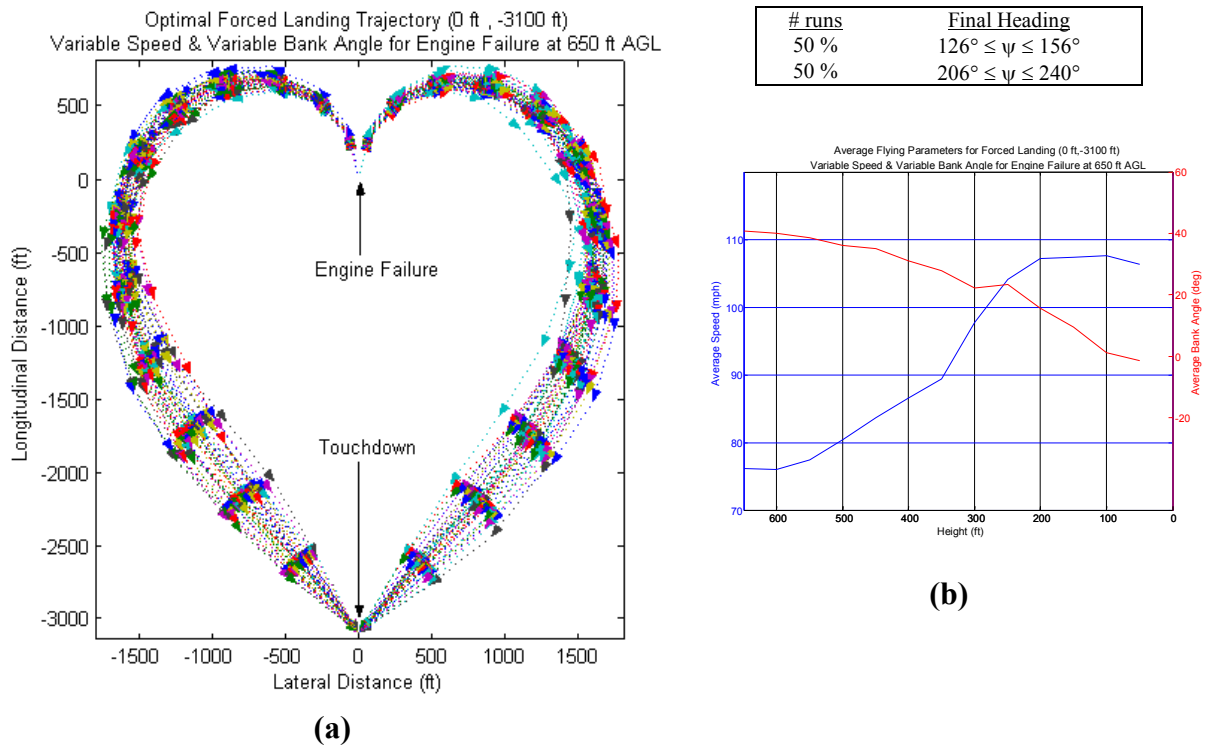 Optimal Forced Landing Trajectory (0 ft , -3100 ft)
Variable Speed & Variable Bank Angle for Engine Failure at 650 ft AGL
500
0
-500
-1000
-1500
-2000
-2500
-3000
Longitudinal Distance (ft)
Engine Failure
Touchdown
-1500 -1000 -500 0 500 1000 1500
Lateral Distance (ft)
(a)
# runs Final Heading
50 % 126° ≤ ψ ≤ 156°
50 % 206° ≤ ψ ≤ 240°
Average Flying Parameters for Forced Landing (0 ft,-3100 ft)
Variable Speed & Variable Bank Angle for Engine Failure at 650 ft AGL
110
100
90
80
70
Average Speed (mph)
60
40
20
0
-20
Average Bank Angle (deg)
600 500 400 300 200 100 0
Height (ft)
(b)